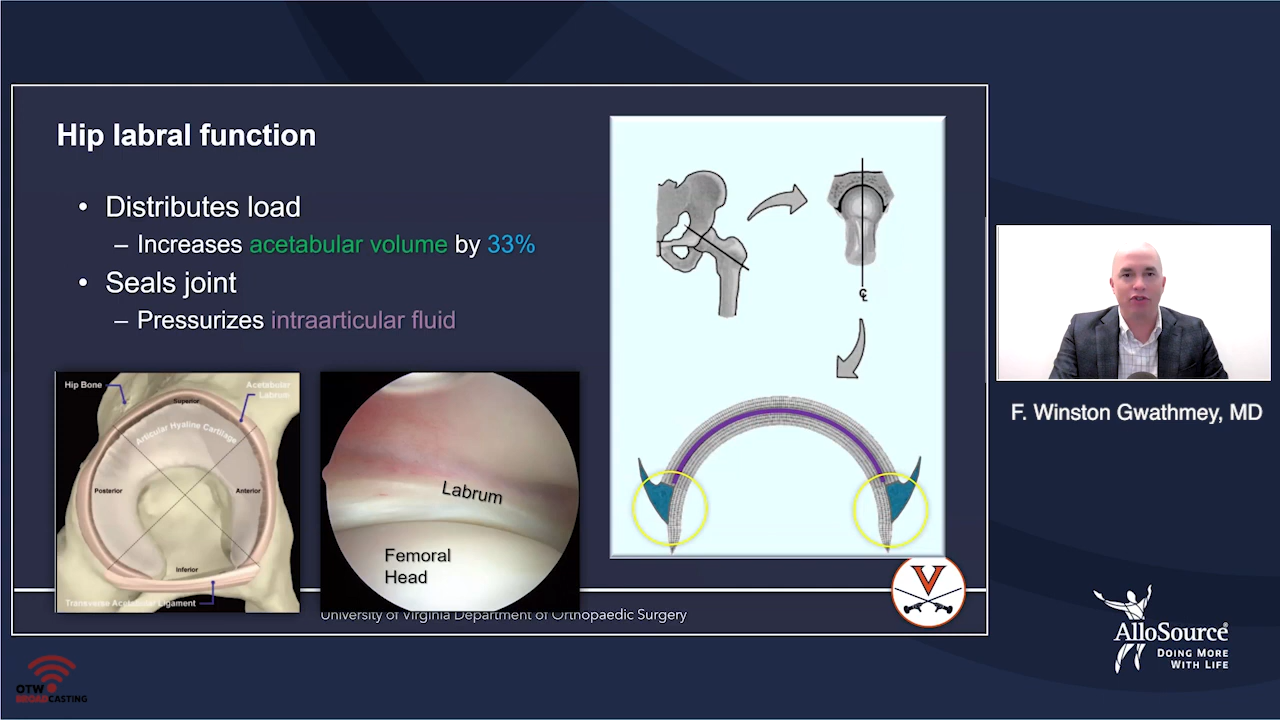 Hip labral function
• Distributes load
– Increases acetabular volume by 33%
• Seals joint
– Pressurizes intraarticular fluid
Hip Bone
Acetabular
Labrum
Superior
Articular Hyaline Cartilage
Posterior
Anterior
Inferior
Transverse Acetabular Ligament
Labrum
Femoral
Head
℄
University of Virginia Department of Orthopaedic Surgery
V
F. Winston Gwathmey, MD
AlloSource®
DOING MORE
WITH LIFE
OTW
BROADCASTING